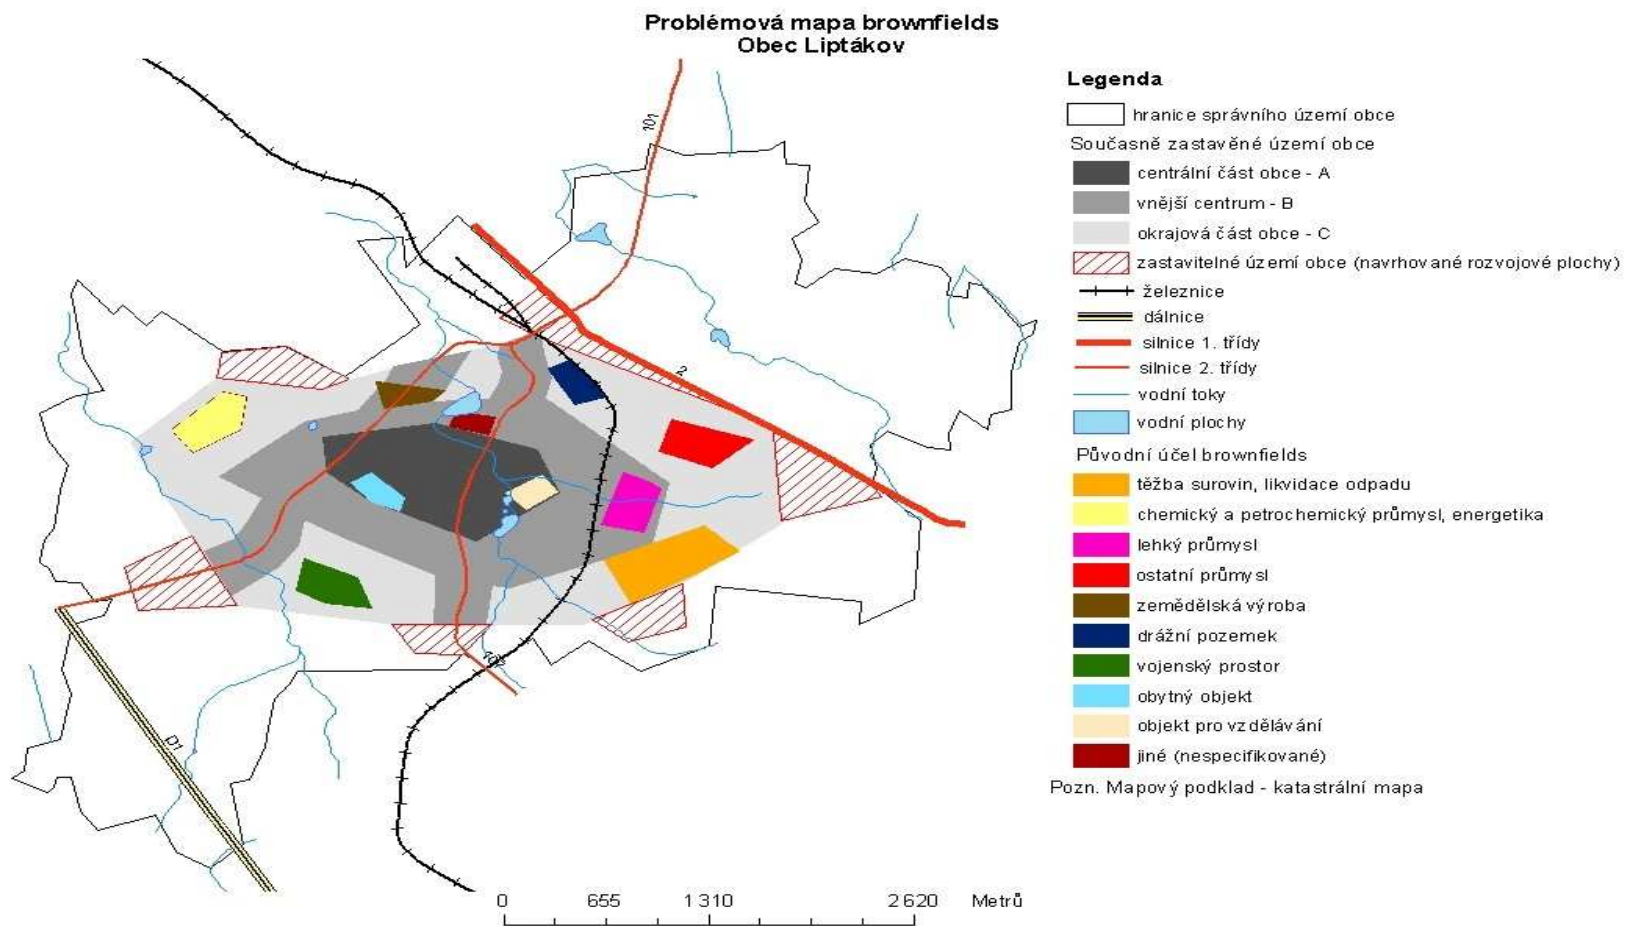 Problémová mapa brownfields
Obec Liptákov
Legenda
hranice správního území obce
Současně zastavěné území obce
centrální část obce - A
vnější centrum - B
okrajová část obce - C
zastavitelné území obce (navrhované rozvojové plochy)
železnice
dálnice
silnice 1. třídy
silnice 2. třídy
vodní toky
vodní plochy
Původní účel brownfields
těžba surovin, likvidace odpadu
chemický a petrochemický průmysl, energetika
lehký průmysl
ostatní průmysl
zemědělská výroba
drážní pozemek
vojenský prostor
obytný objekt
objekt pro vzdělávání
jiné (nespecifikované)
Pozn. Mapový podklad - katastrální mapa
101
2
D1
0 655 1 310 2 620 Metrů